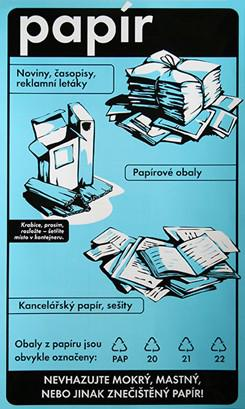 papír
Noviny, časopisy,
reklamní letáky
Papírové obaly
Krabice, prosím,
rozložte – šetříte
místo v kontejneru.
Kancelářský papír, sešity
Obaly z papíru jsou
obvykle označeny:
PAP 20 21 22
NEVHAZUJTE MOKRÝ, MASTNÝ,
NEBO JINAK ZNEČIŠTĚNÝ PAPÍR!